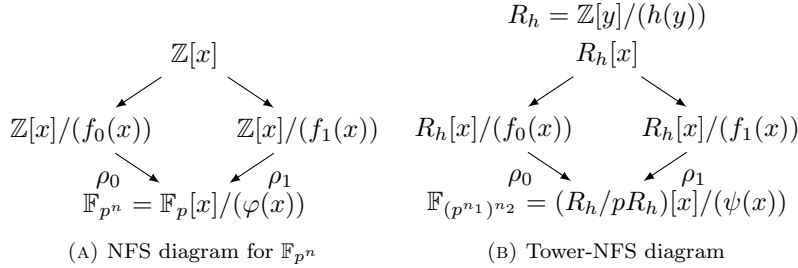 R_h = ℤ[y]/(h(y))
ℤ[x] R_h[x]
ℤ[x]/(f_0(x)) ℤ[x]/(f_1(x)) R_h[x]/(f_0(x)) R_h[x]/(f_1(x))
ρ_0 ρ_1 ρ_0 ρ_1
𝔽_{p^n} = 𝔽_p[x]/(φ(x)) 𝔽_{(p^{n_1})^{n_2}} = (R_h/pR_h)[x]/(ψ(x))
(A) NFS diagram for 𝔽_{p^n} (B) Tower-NFS diagram